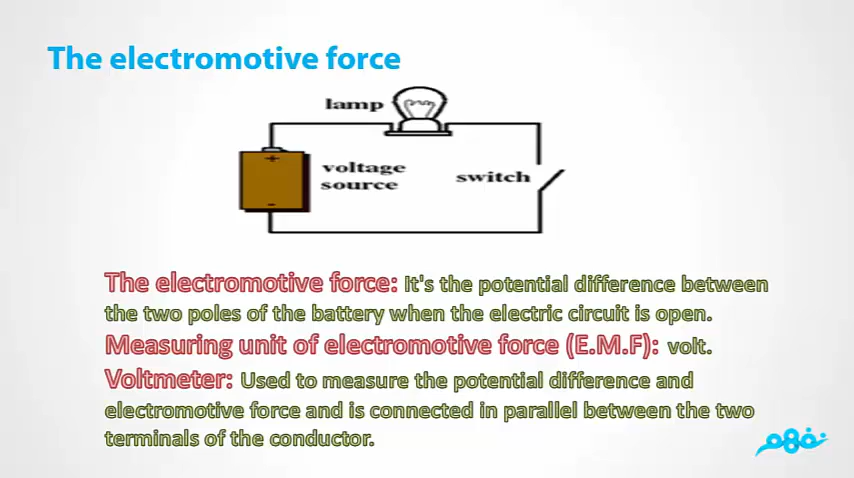 The electromotive force
lamp
+
voltage
source
switch
-
The electromotive force: It's the potential difference between
the two poles of the battery when the electric circuit is open.
Measuring unit of electromotive force (E.M.F): volt.
Voltmeter: Used to measure the potential difference and
electromotive force and is connected in parallel between the two
terminals of the conductor.
نفهم